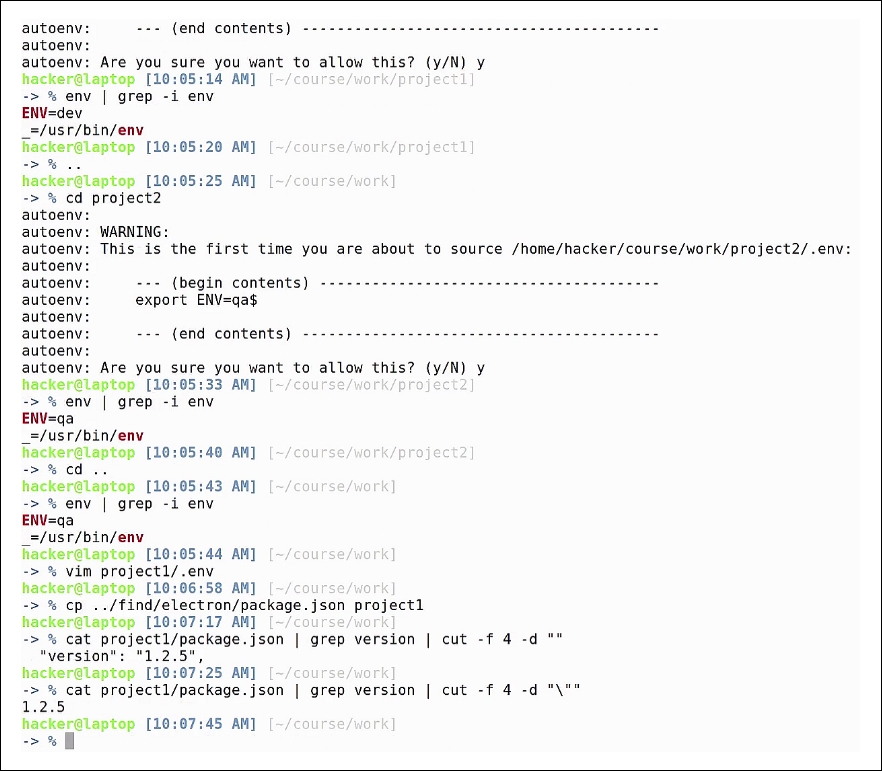 autoenv:     --- (end contents) ---------------------------------------
autoenv:
autoenv: Are you sure you want to allow this? (y/N) y
hacker@laptop [10:05:14 AM] [~/course/work/project1]
-> % env | grep -i env
ENV=dev
_=/usr/bin/env
hacker@laptop [10:05:20 AM] [~/course/work/project1]
-> % ..
hacker@laptop [10:05:25 AM] [~/course/work]
-> % cd project2
autoenv:
autoenv: WARNING:
autoenv: This is the first time you are about to source /home/hacker/course/work/project2/.env:
autoenv:
autoenv:     --- (begin contents) ---------------------------------------
autoenv:     export ENV=qa$
autoenv:
autoenv:     --- (end contents) -----------------------------------------
autoenv:
autoenv: Are you sure you want to allow this? (y/N) y
hacker@laptop [10:05:33 AM] [~/course/work/project2]
-> % env | grep -i env
ENV=qa
_=/usr/bin/env
hacker@laptop [10:05:40 AM] [~/course/work/project2]
-> % cd ..
hacker@laptop [10:05:43 AM] [~/course/work]
-> % env | grep -i env
ENV=qa
_=/usr/bin/env
hacker@laptop [10:05:44 AM] [~/course/work]
-> % vim project1/.env
hacker@laptop [10:06:58 AM] [~/course/work]
-> % cp ../find/electron/package.json project1
hacker@laptop [10:07:17 AM] [~/course/work]
-> % cat project1/package.json | grep version | cut -f 4 -d ""
  "version": "1.2.5",
hacker@laptop [10:07:25 AM] [~/course/work]
-> % cat project1/package.json | grep version | cut -f 4 -d "\""
1.2.5
hacker@laptop [10:07:45 AM] [~/course/work]
-> %